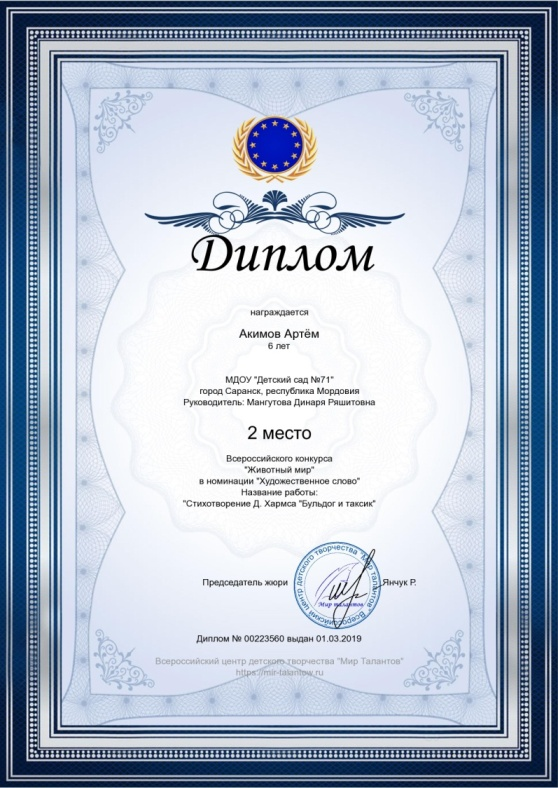 Диплом
награждается
Акимов Артём
6 лет
МДОУ "Детский сад №71"
город Саранск, республика Мордовия
Руководитель: Мангутова Динаря Ряшитовна
2 место
Всероссийского конкурса
"Животный мир"
в номинации "Художественное слово"
Название работы:
"Стихотворение Д. Хармса "Бульдог и таксик"
Председатель жюри
Всероссийский центр детского творчества "Мир талантов"
Мир талантов
Янчук Р.
Диплом № 00223560 выдан 01.03.2019
Всероссийский центр детского творчества "Мир Талантов"
https://mir-talantow.ru